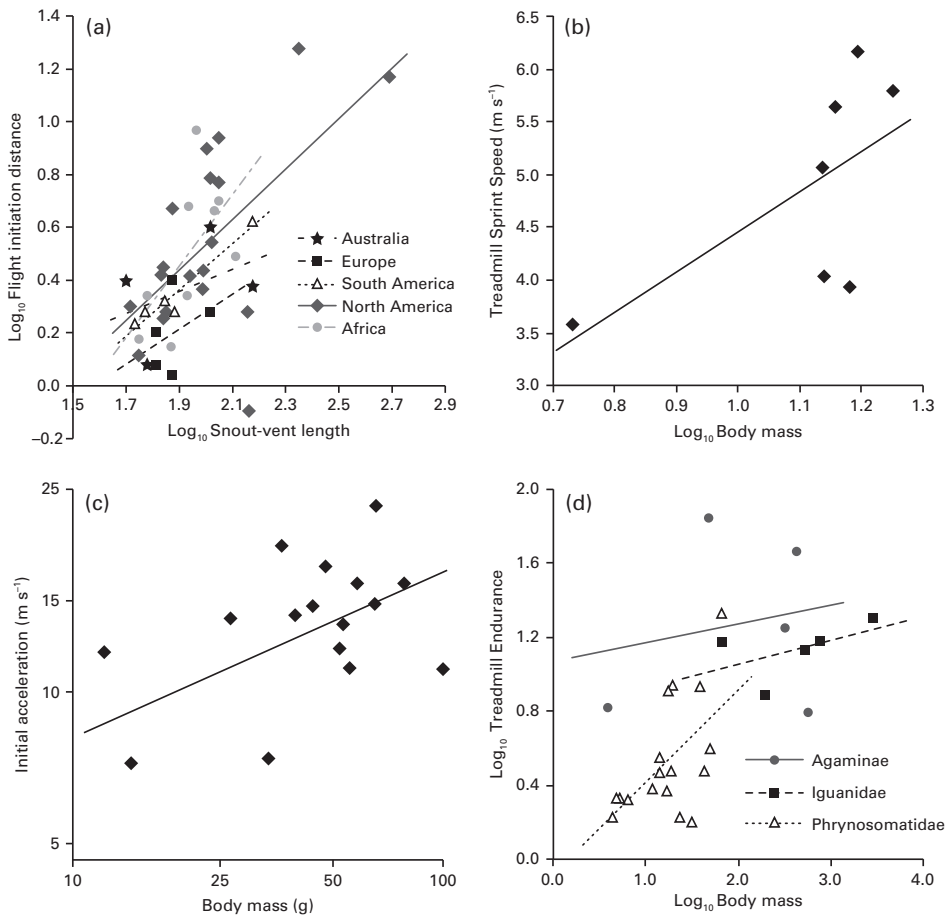 (a)
Log10 Flight initiation distance
1.4
1.2
1.0
0.8
0.6
0.4
0.2
0.0
−0.2
1.5
1.7
1.9
2.1
2.3
2.5
2.7
2.9
Log10 Snout-vent length
Australia
Europe
South America
North America
Africa
(b)
Treadmill Sprint Speed (m s−1)
6.5
6.0
5.5
5.0
4.5
4.0
3.5
3.0
0.7
0.8
0.9
1.0
1.1
1.2
1.3
Log10 Body mass
(c)
Initial acceleration (m s−1)
25
15
10
5
10
25
50
100
Body mass (g)
(d)
Log10 Treadmill Endurance
2.0
1.6
1.2
0.8
0.4
0.0
0.0
1.0
2.0
3.0
4.0
Log10 Body mass
Agaminae
Iguanidae
Phrynosomatidae